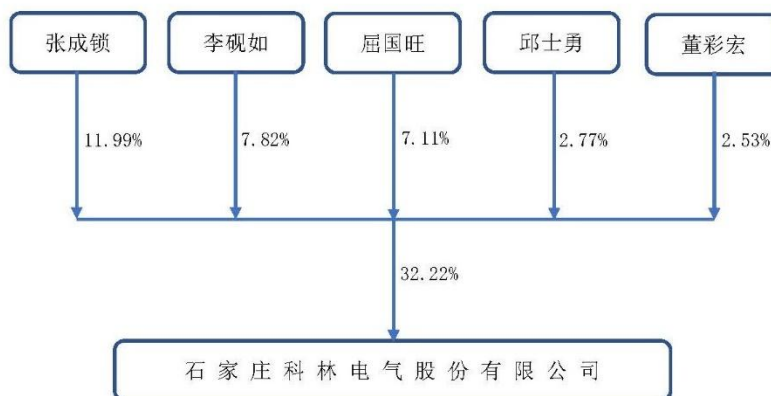 张成锁 李砚如 屈国旺 邱士勇 董彩宏
11.99% 7.82% 7.11% 2.77% 2.53%
32.22%
石家庄科林电气股份有限公司